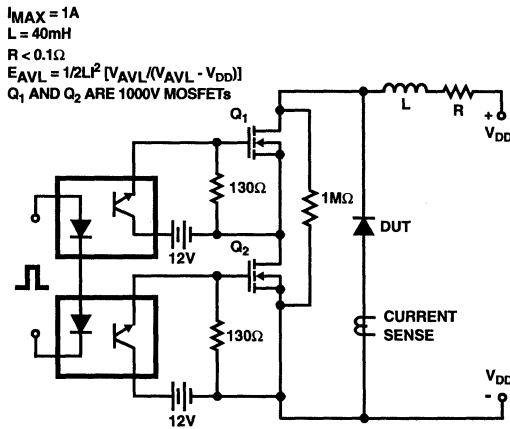 IMAX = 1A
L = 40mH
R < 0.1Ω
EAVL = 1/2LI² [VAVL/(VAVL - VDD)]
Q1 AND Q2 ARE 1000V MOSFETs
Q1
L
R
+
VDD
130Ω
1MΩ
DUT
12V
Q2
CURRENT
SENSE
130Ω
VDD
-
12V